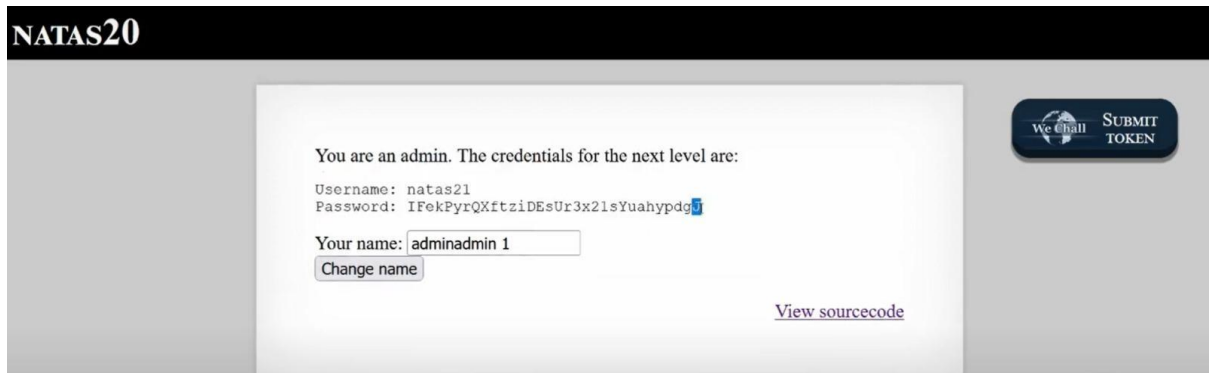 NATAS20
We Chall SUBMIT TOKEN
You are an admin. The credentials for the next level are:
Username: natas21
Password: IFekPyrQXftziDEsUr3x21sYuahypdgJ
Your name: adminadmin 1
Change name
View sourcecode